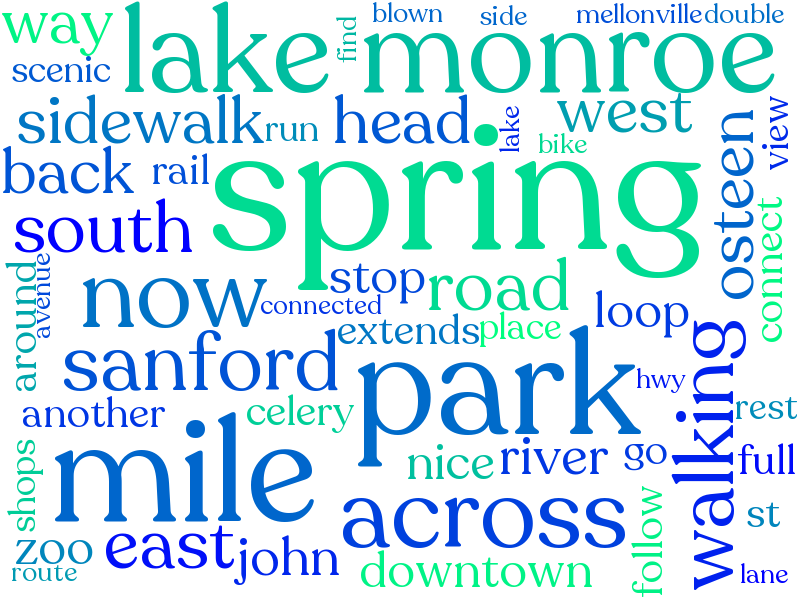 way lake find blown side mellonville double
scenic monroe
sidewalk run head lake bike west osteen view
back rail spring
south connect
around avenue now connected stop road loop
extends place
sanford park walking hwy
another celery rest
shops mile nice river go full
across follow st
zoo east john downtown
route lane